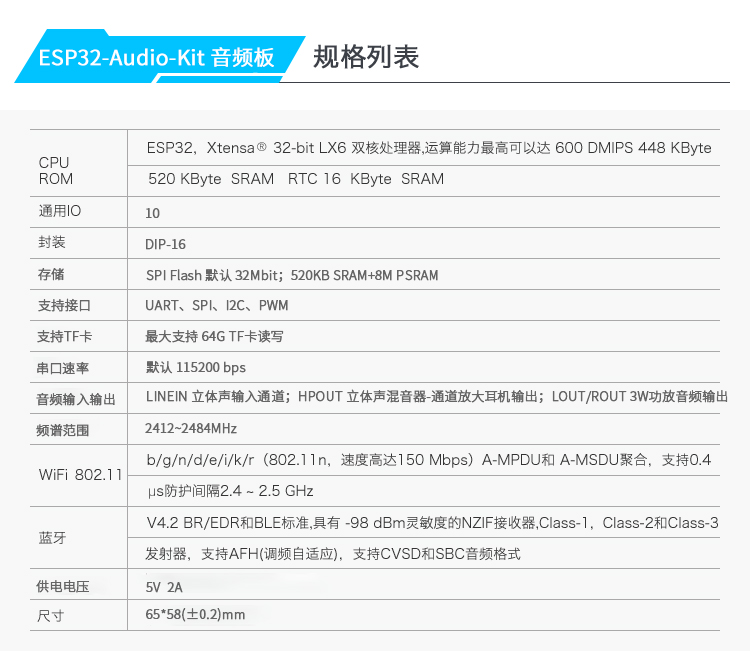 ESP32-Audio-Kit 音频板 规格列表
CPU
ROM
ESP32，Xtensa® 32-bit LX6 双核处理器,运算能力最高可以达 600 DMIPS 448 KByte
520 KByte SRAM RTC 16 KByte SRAM
通用IO 10
封装 DIP-16
存储 SPI Flash 默认 32Mbit；520KB SRAM+8M PSRAM
支持接口 UART、SPI、I2C、PWM
支持TF卡 最大支持 64G TF卡读写
串口速率 默认 115200 bps
音频输入输出 LINEIN 立体声输入通道；HPOUT 立体声混音器-通道放大耳机输出；LOUT/ROUT 3W功放音频输出
频谱范围 2412~2484MHz
WiFi 802.11
b/g/n/d/e/i/k/r（802.11n，速度高达150 Mbps）A-MPDU和 A-MSDU聚合，支持0.4
μs防护间隔2.4 ~ 2.5 GHz
蓝牙
V4.2 BR/EDR和BLE标准,具有 -98 dBm灵敏度的NZIF接收器,Class-1，Class-2和Class-3
发射器，支持AFH(调频自适应)，支持CVSD和SBC音频格式
供电电压 5V 2A
尺寸 65*58(±0.2)mm